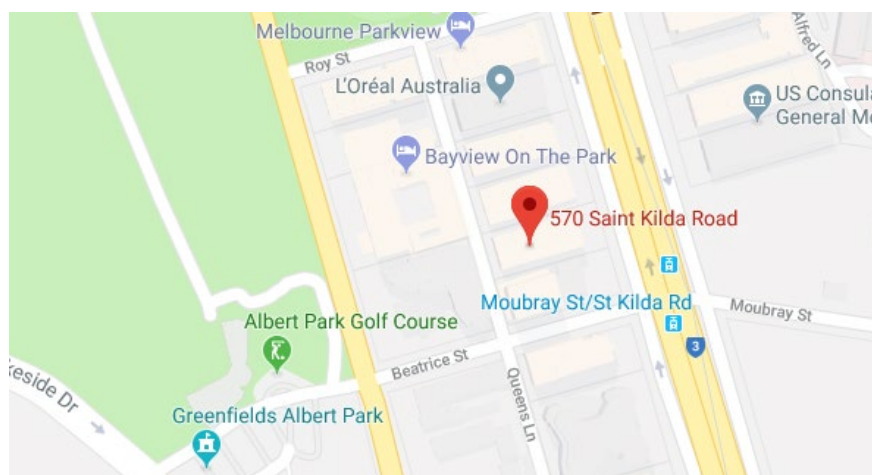 Melbourne Parkview
Roy St
Alfred Ln
L'Oréal Australia
US Consula
General Mo
Bayview On The Park
570 Saint Kilda Road
Moubray St/St Kilda Rd
Moubray St
Albert Park Golf Course
3
Beatrice St
keside Dr
Queens Ln
Greenfields Albert Park